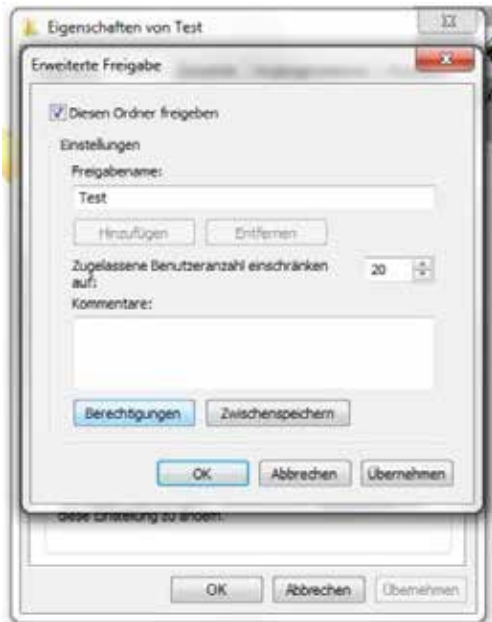 Eigenschaften von Test
Erweiterte Freigabe
Diesen Ordner freigeben
Einstellungen
Freigabename:
Test
Hinzufügen
Entfernen
Zugelassene Benutzeranzahl einschränken
auf:
20
Kommentare:
Berechtigungen
Zwischenspeichern
OK
Abbrechen
Übernehmen
diese Einstellung zu ändern.
OK
Abbrechen
Übernehmen